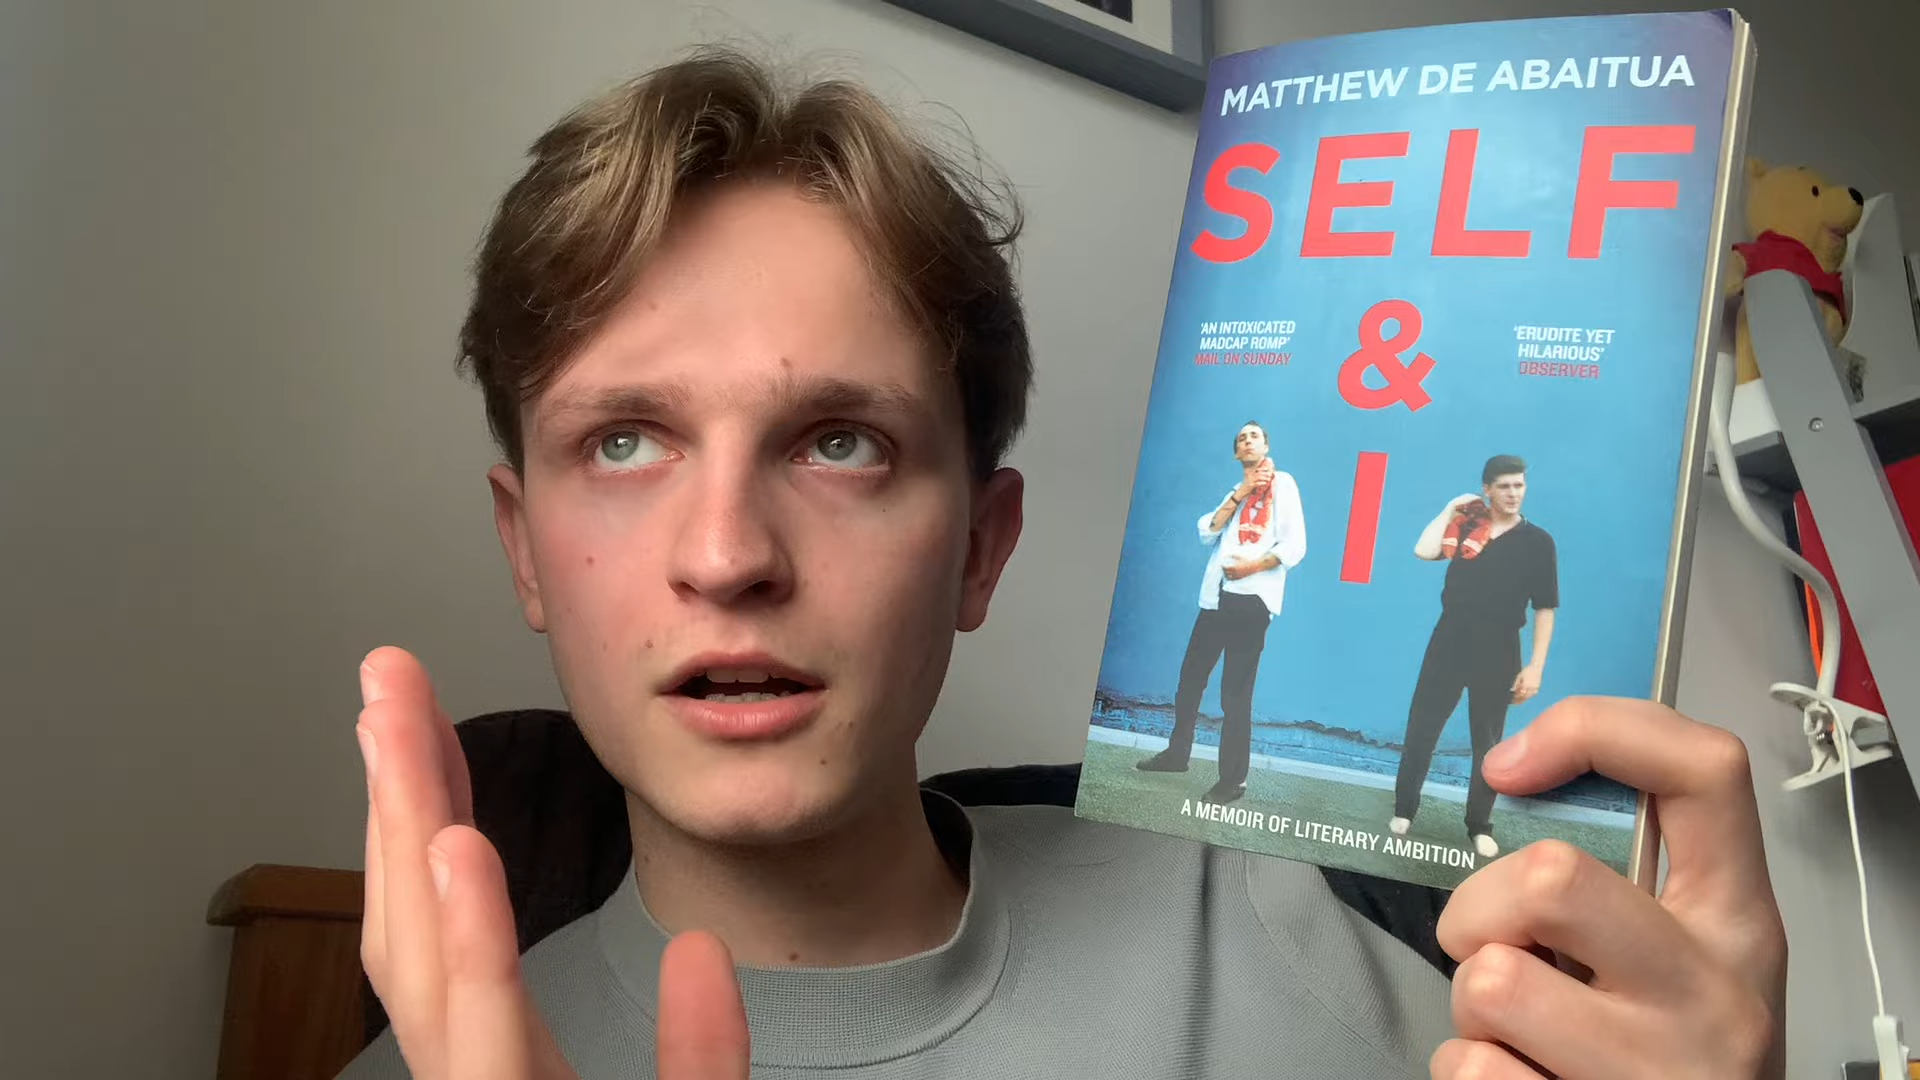 MATTHEW DE ABAITUA
SELF
&
I
'AN INTOXICATED
MADCAP ROMP'
MAIL ON SUNDAY
'ERUDITE YET
HILARIOUS'
OBSERVER
A MEMOIR OF LITERARY AMBITION